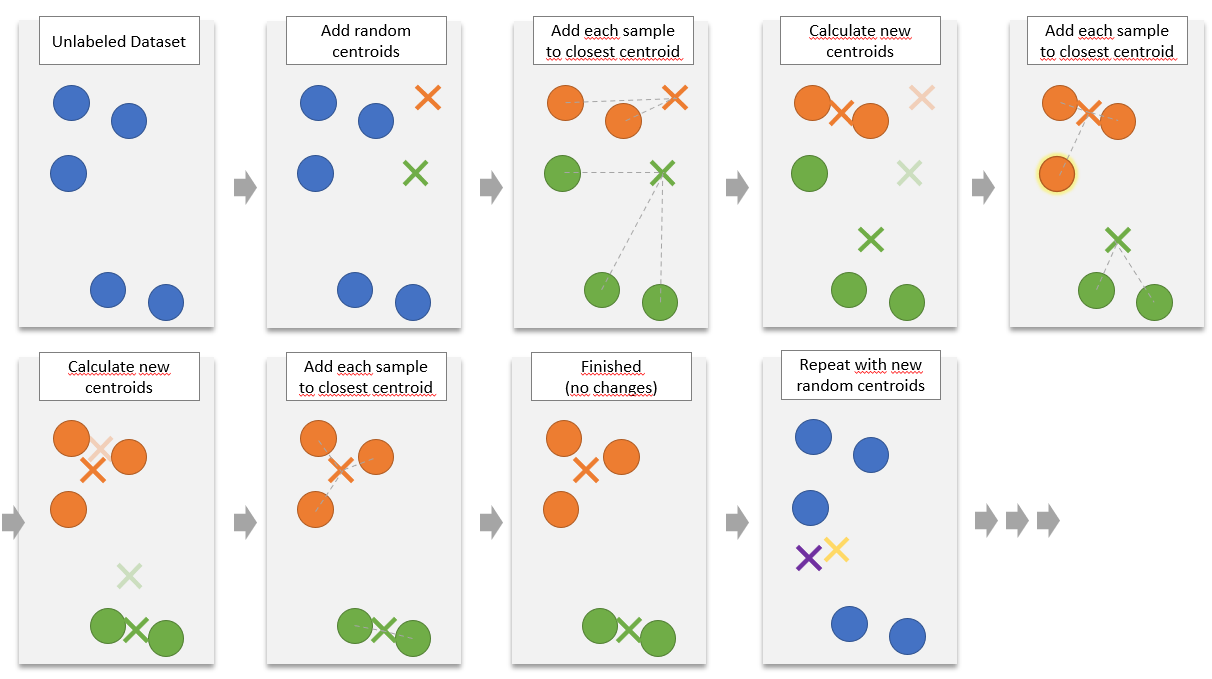 Unlabeled Dataset
Add random
centroids
Add each sample
to closest centroid
Calculate new
centroids
Add each sample
to closest centroid
Calculate new
centroids
Add each sample
to closest centroid
Finished
(no changes)
Repeat with new
random centroids